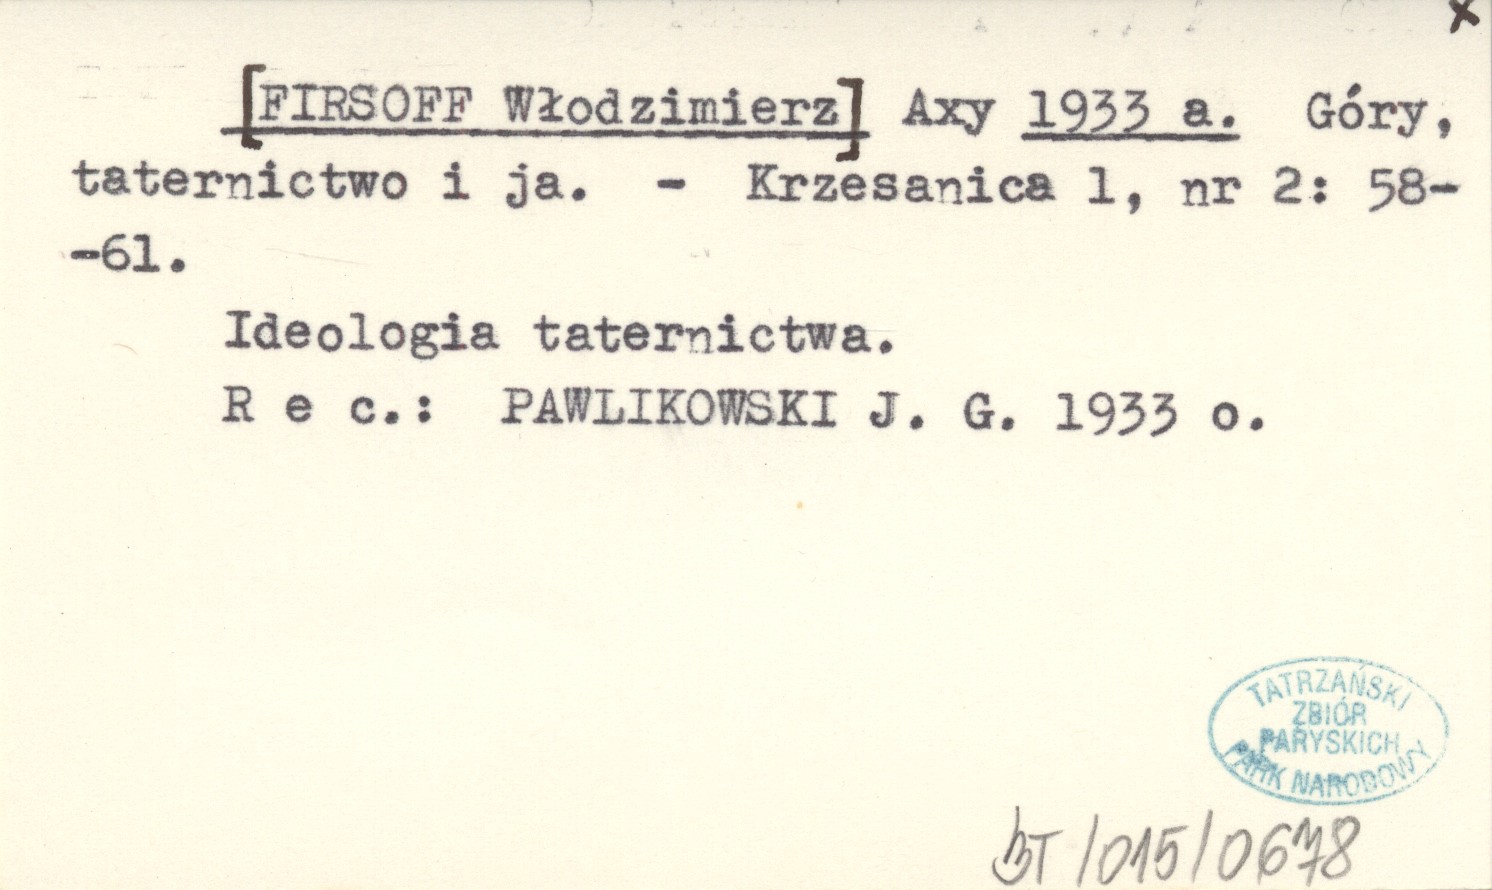 x
[FIRSOFF Włodzimierz] Axy 1933 a. Góry,
taternictwo i ja. - Krzesanica 1, nr 2: 58-
-61.
Ideologia taternictwa.
R e c.: PAWLIKOWSKI J. G. 1933 o.
TATRZAŃSKI
ZBIÓR
PARYSKICH
PARK NARODOWY
BT/015/0678